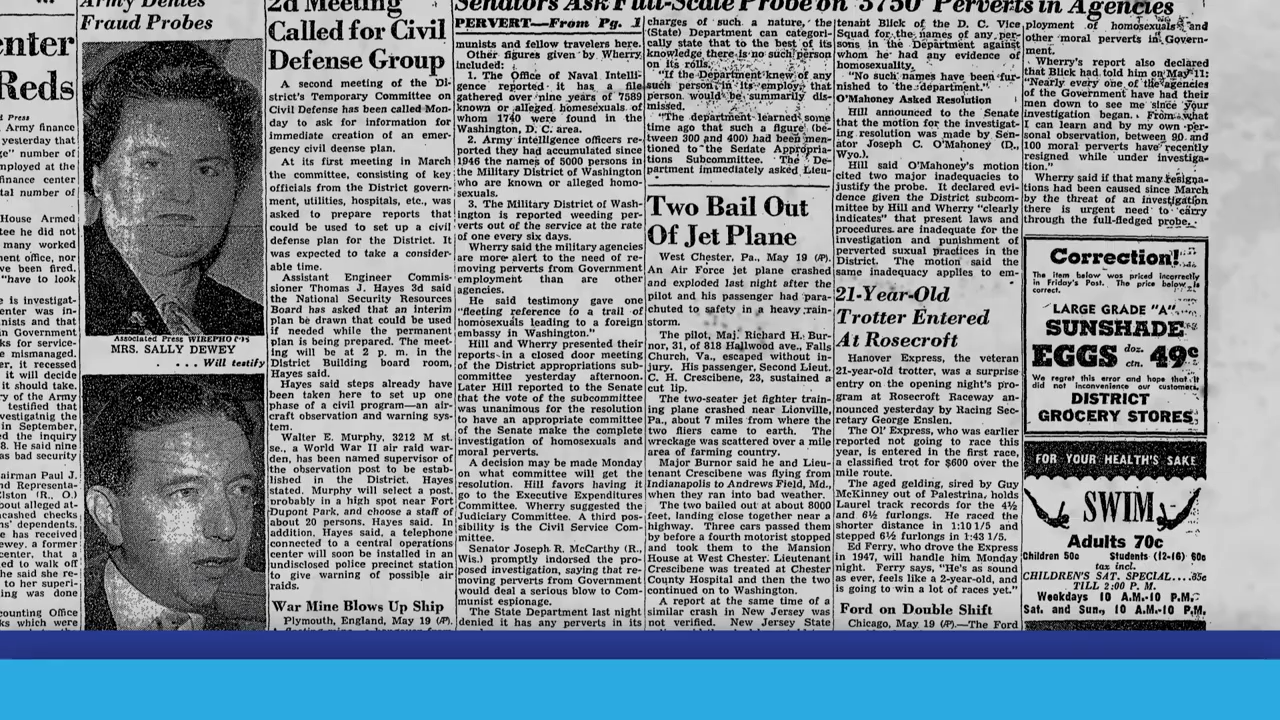 Army Denies
Fraud Probes
enter
Reds
Press
Army finance
yesterday that
number of
employed at the
finance center
total number of
House Armed
tee he did not
many worked
ment office, nor
ve been fired.
"have to look
e is investigat-
enter was in-
nists and that
n Government
ks for service-
e mismanaged.
er, it recessed
it will decide
it should take.
ry of the Army
testified that
vestigatnig the
in September,
ed the inquiry
8. He said nine
as bad security
airman Paul J.
nd Representa-
Elston (R., O.)
out alleged at-
cashed checks
ns' dependents,
e has received
ewey, a former
center, that a
ed to walk off
he said she re-
to her superi-
ing was done
counting Office
ks which were
Associated Press WIREPHOTOS
MRS. SALLY DEWEY
. . . . Will testify
2d Meeting
Called for Civil
Defense Group
A second meeting of the Di-
strict's Temporary Committee on
Civil Defense has been called Mon-
day to ask for information for
immediate creation of an emer-
gency civil deense plan.
At its first meeting in March
the committee, consisting of key
officials from the District govern-
ment, utilities, hospitals, etc., was
asked to prepare reports that
could be used to set up a civil
defense plan for the District. It
was expected to take a consider-
able time.
Assistant Engineer Commis-
sioner Thomas J. Hayes 3d said
the National Security Resources
Board has asked that an interim
plan be drawn that could be used
if needed while the permanent
plan is being prepared. The meet-
ing will be at 2 p. m. in the
District Building board room,
Hayes said.
Hayes said steps already have
been taken here to set up one
phase of a civil program—an air-
craft observation and warning sys-
tem.
Walter E. Murphy, 3212 M st.
se., a World War II air raid war-
den, has been named supervisor of
the observation post to be estab-
lished in the District. Hayes
stated. Murphy will select a post,
probably in a high spot near Fort
Dupont Park, and choose a staff of
about 20 persons, Hayes said. In
addition, Hayes said, a telephone
connected to a central operations
center will soon be installed in an
undisclosed police precinct station
to give warning of possible air
raids.
War Mine Blows Up Ship
Plymouth, England, May 19 (AP).
Senators Ask Full-Scale Probe on '3750' Perverts in Agencies
PERVERT—From Pg. 1
munists and fellow travelers here.
Other figures given by Wherry
included:
1. The Office of Naval Intelli-
gence reported it has a file
gathered over nine years of 7589
known or alleged homosexuals of
whom 1740 were found in the
Washington, D. C. area.
2. Army intelligence officers re-
ported they had accumulated since
1946 the names of 5000 persons in
the Military District of Washington
who are known or alleged homo-
sexuals.
3. The Military District of Wash-
ington is reported weeding per-
verts out of the service at the rate
of one every six days.
Wherry said the military agencies
are more alert to the need of re-
moving perverts from Government
employment than are other
agencies.
He said testimony gave one
"fleeting reference to a trail of
homosexuals leading to a foreign
embassy in Washington."
Hill and Wherry presented their
reports in a closed door meeting
of the District appropriations sub-
committee yesterday afternoon.
Later Hill reported to the Senate
that the vote of the subcommittee
was unanimous for the resolution
to have an appropriate committee
of the Senate make the complete
investigation of homosexuals and
moral perverts.
A decision may be made Monday
on what committee will get the
resolution. Hill favors having it
go to the Executive Expenditures
Committee. Wherry suggested the
Judiciary Committee. A third pos-
sibility is the Civil Service Com-
mittee.
Senator Joseph R. McCarthy (R.,
Wis.) promptly indorsed the pro-
posed investigation, saying that re-
moving perverts from Government
would deal a serious blow to Com-
munist espionage.
The State Department last night
denied it has any perverts in its
charges of such a nature, the
(State) Department can categori-
cally state that to the best of its
knowledge there is no such person
on its rolls.
"If the Department knew of any
such person in its employ, that
person would be summarily dis-
missed.
"The department learned some
time ago that such a figure (be-
tween 300 and 400) had been men-
tioned to the Senate Appropria-
tions Subcommittee. The De-
partment immediately asked Lieu-
Two Bail Out
Of Jet Plane
West Chester, Pa., May 19 (AP).
An Air Force jet plane crashed
and exploded last night after the
pilot and his passenger had para-
chuted to safety in a heavy rain-
storm.
The pilot, Maj. Richard H. Bur-
nor, 31, of 818 Hallwood ave., Falls
Church, Va., escaped without in-
jury. His passenger, Second Lieut.
C. H. Crescibene, 23, sustained a
cut lip.
The two-seater jet fighter train-
ing plane crashed near Lionville,
Pa., about 7 miles from where the
two fliers came to earth. The
wreckage was scattered over a mile
area of farming country.
Major Burnor said he and Lieu-
tenant Crescibene was flying from
Indianapolis to Andrews Field, Md.,
when they ran into bad weather.
The two bailed out at about 8000
feet, landing close together near a
highway. Three cars passed them
by before a fourth motorist stopped
and took them to the Mansion
House at West Chester. Lieutenant
Crescibene was treated at Chester
County Hospital and then the two
continued on to Washington.
A report at the same time of a
similar crash in New Jersey was
not verified. New Jersey State
tenant Blick of the D. C. Vice
Squad for the names of any per-
sons in the Department against
whom he had any evidence of
homosexuality.
"No such names have been fur-
nished to the department."
O'Mahoney Asked Resolution
Hill announced to the Senate
that the motion for the investigat-
ing resolution was made by Sen-
ator Joseph C. O'Mahoney (D.,
Wyo.).
Hill said O'Mahoney's motion
cited two major inadequacies to
justify the probe. It declared evi-
dence given the District subcom-
mittee by Hill and Wherry "clearly
indicates" that present laws and
procedures are inadequate for the
investigation and punishment of
perverted sxual practices in the
District. The motion said the
same inadequacy applies to em-
21-Year-Old
Trotter Entered
At Rosecroft
Hanover Express, the veteran
21-year-old trotter, was a surprise
entry on the opening night's pro-
gram at Rosecroft Raceway an-
nounced yesterday by Racing Sec-
retary George Enslen.
The Ol' Express, who was earlier
reported not going to race this
year, is entered in the first race,
a classified trot for $600 over the
mile route.
The aged gelding, sired by Guy
McKinney out of Palestrina, holds
Laurel track records for the 4½
and 6½ furlongs. He raced the
shorter distance in 1:10 1/5 and
stepped 6½ furlongs in 1:43 1/5.
Ed Ferry, who drove the Express
in 1947, will handle him Monday
night. Ferry says, "He's as sound
as ever, feels like a 2-year-old, and
is going to win a lot of races yet."
Ford on Double Shift
Chicago, May 19 (AP).—The Ford
ployment of homosexuals and
other moral perverts in Govern-
ment.
Wherry's report also declared
that Blick had told him on May 11:
"Nearly every one of the agencies
of the Government have had their
men down to see me since your
investigation began. From what
I can learn and by my own per-
sonal observation, between 90 and
100 moral perverts have recently
resigned while under investiga-
tion."
Wherry said if that many resigna-
tions had been caused since March
by the threat of an investigation
there is urgent need to carry
through the full-fledged probe.
Correction!
The item below was priced incorrectly
in Friday's Post. The price below is
correct.
LARGE GRADE "A"
SUNSHADE
EGGS doz. ctn. 49c
We regret this error and hope that it
did not inconvenience our customers.
DISTRICT
GROCERY STORES
FOR YOUR HEALTH'S SAKE
SWIM
Adults 70c
Children 50c Students (12-16) 60c
tax incl.
CHILDREN'S SAT. SPECIAL....35c
TILL 2:00 P. M.
Weekdays 10 A.M.-10 P.M.
Sat. and Sun., 10 A.M.-10 P.M.